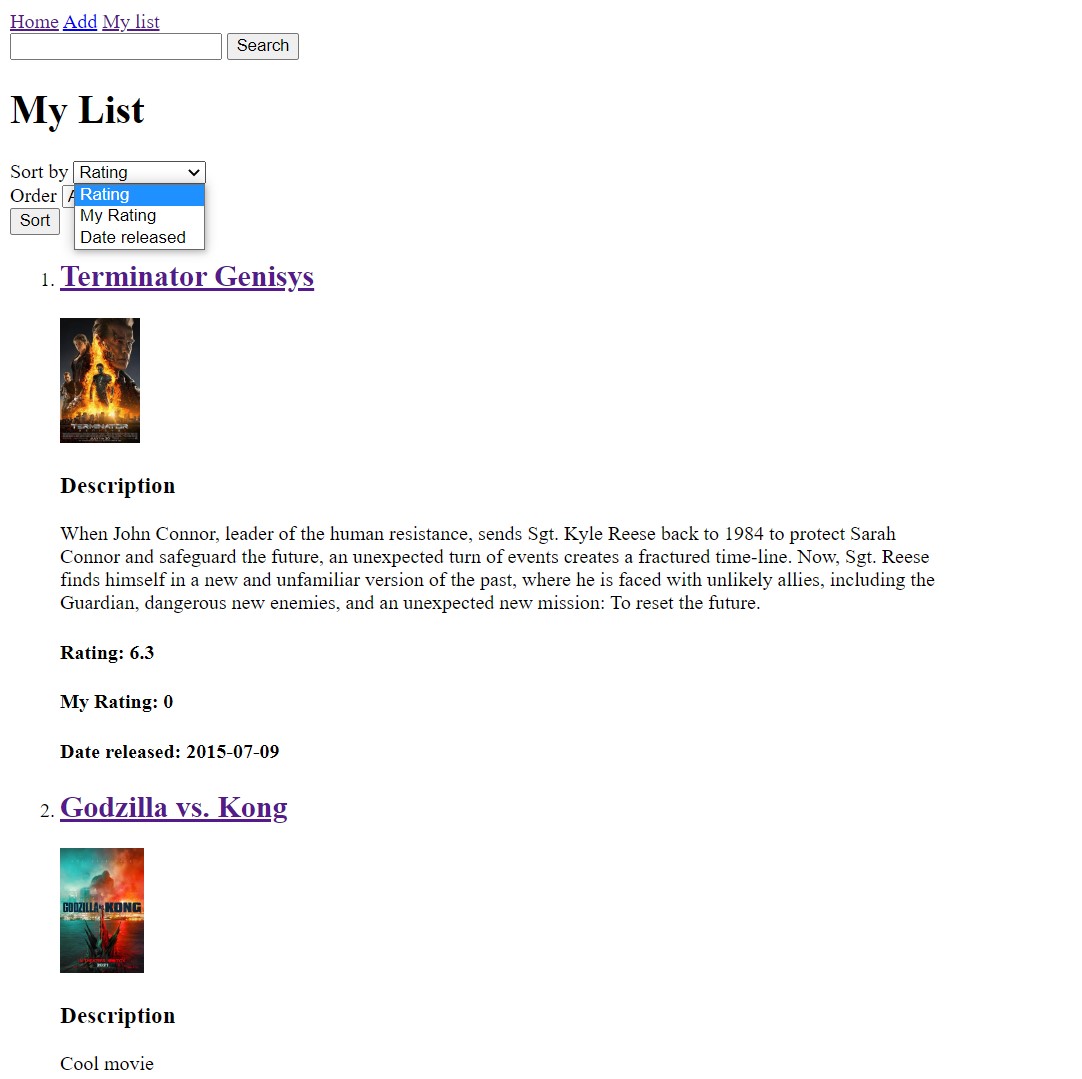 Home Add My list
Search
My List
Sort by Rating
Order A
Rating
My Rating
Date released
Sort
1. Terminator Genisys
TERMINATOR
Description
When John Connor, leader of the human resistance, sends Sgt. Kyle Reese back to 1984 to protect Sarah
Connor and safeguard the future, an unexpected turn of events creates a fractured time-line. Now, Sgt. Reese
finds himself in a new and unfamiliar version of the past, where he is faced with unlikely allies, including the
Guardian, dangerous new enemies, and an unexpected new mission: To reset the future.
Rating: 6.3
My Rating: 0
Date released: 2015-07-09
2. Godzilla vs. Kong
GODZILLA KONG
Description
Cool movie